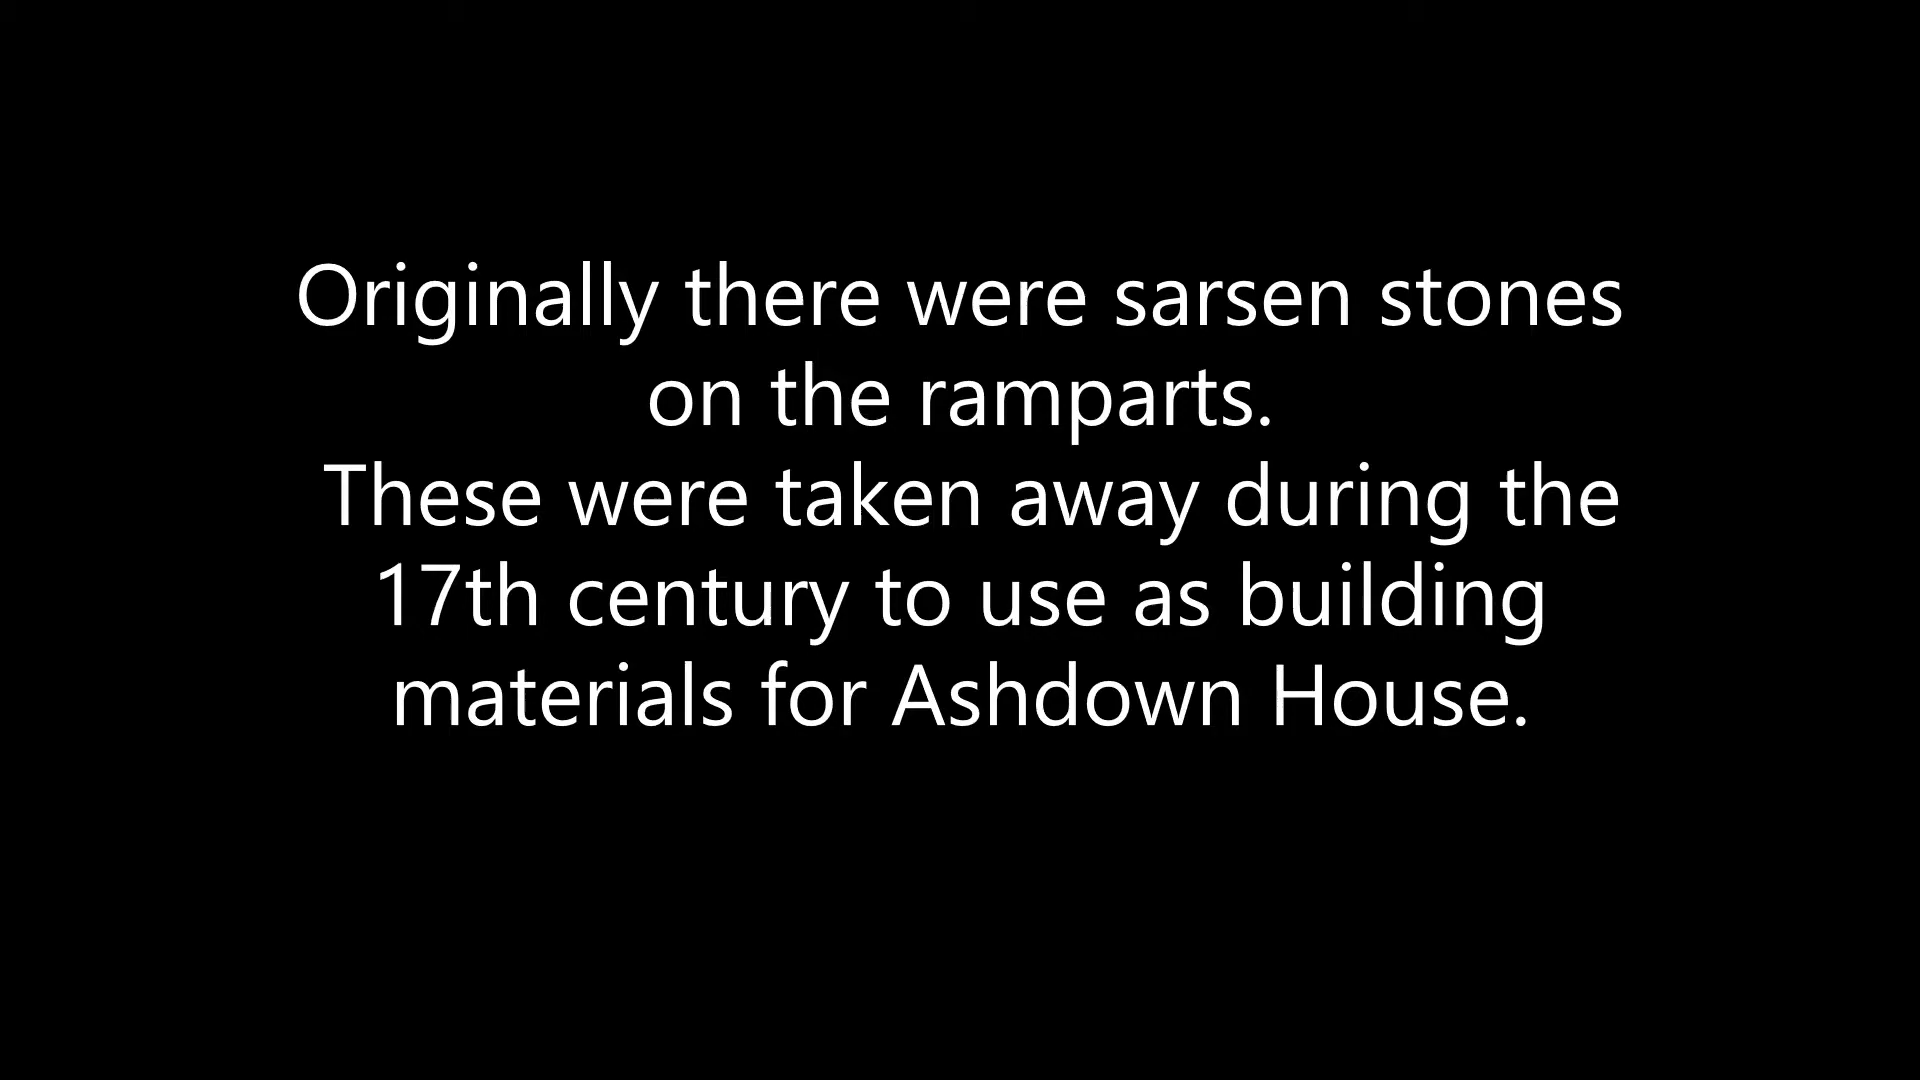 Originally there were sarsen stones
on the ramparts.
These were taken away during the
17th century to use as building
materials for Ashdown House.